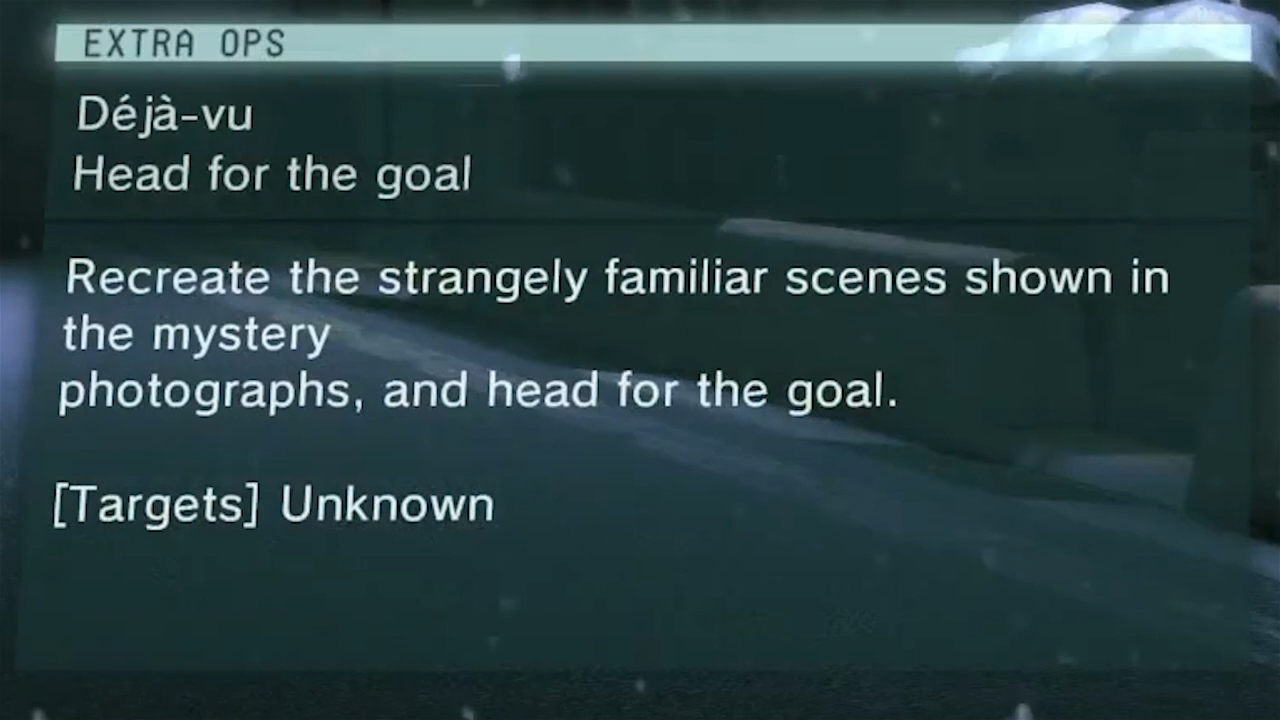 EXTRA OPS
Déjà-vu
Head for the goal
Recreate the strangely familiar scenes shown in
the mystery
photographs, and head for the goal.
[Targets] Unknown